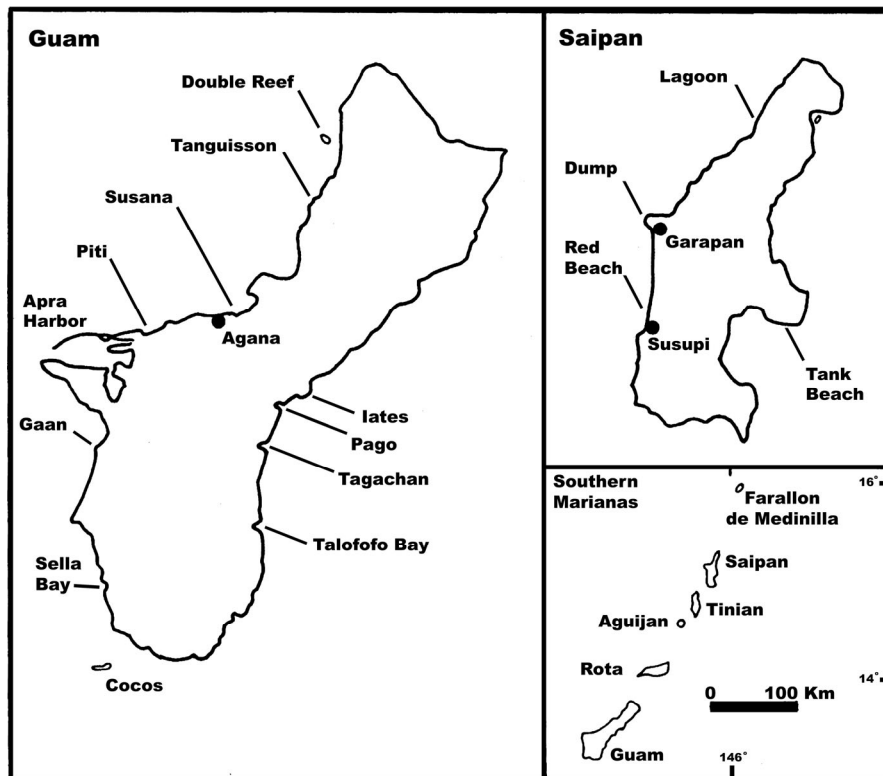 Guam
Double Reef
Tanguisson
Susana
Piti
Apra
Harbor
Agana
Iates
Pago
Gaan
Tagachan
Talofofo Bay
Sella
Bay
Cocos
Saipan
Lagoon
Dump
Garapan
Red
Beach
Susupi
Tank
Beach
Southern
Marianas
16°
Farallon
de Medinilla
Saipan
Tinian
Aguijan
Rota
14°
0 100 Km
Guam
146°